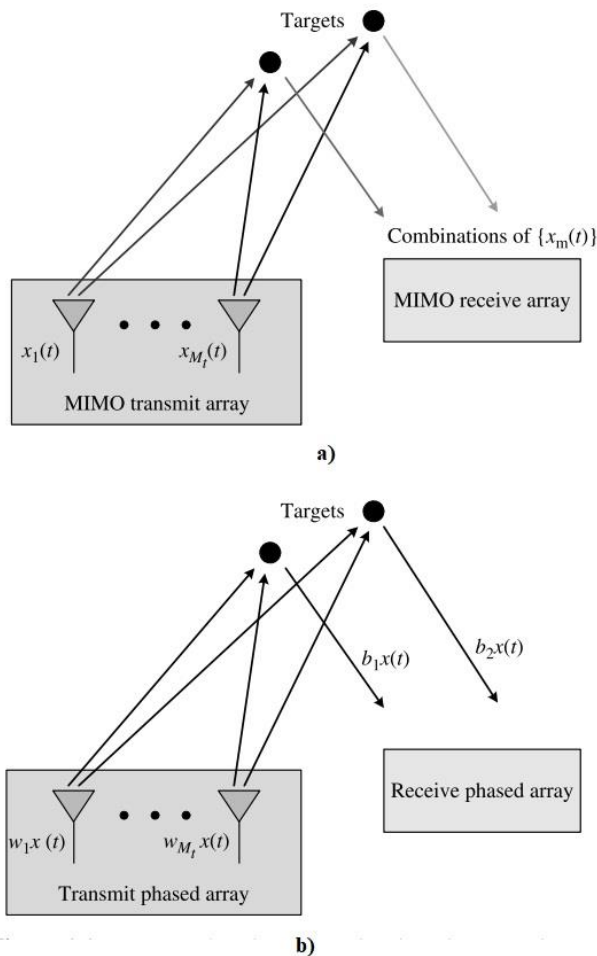 Targets
Combinations of {x_m(t)}
MIMO receive array
x_1(t)
x_{M_t}(t)
MIMO transmit array
a)
Targets
b_1x(t)
b_2x(t)
Receive phased array
w_1x (t)
w_{M_t} x(t)
Transmit phased array
b)